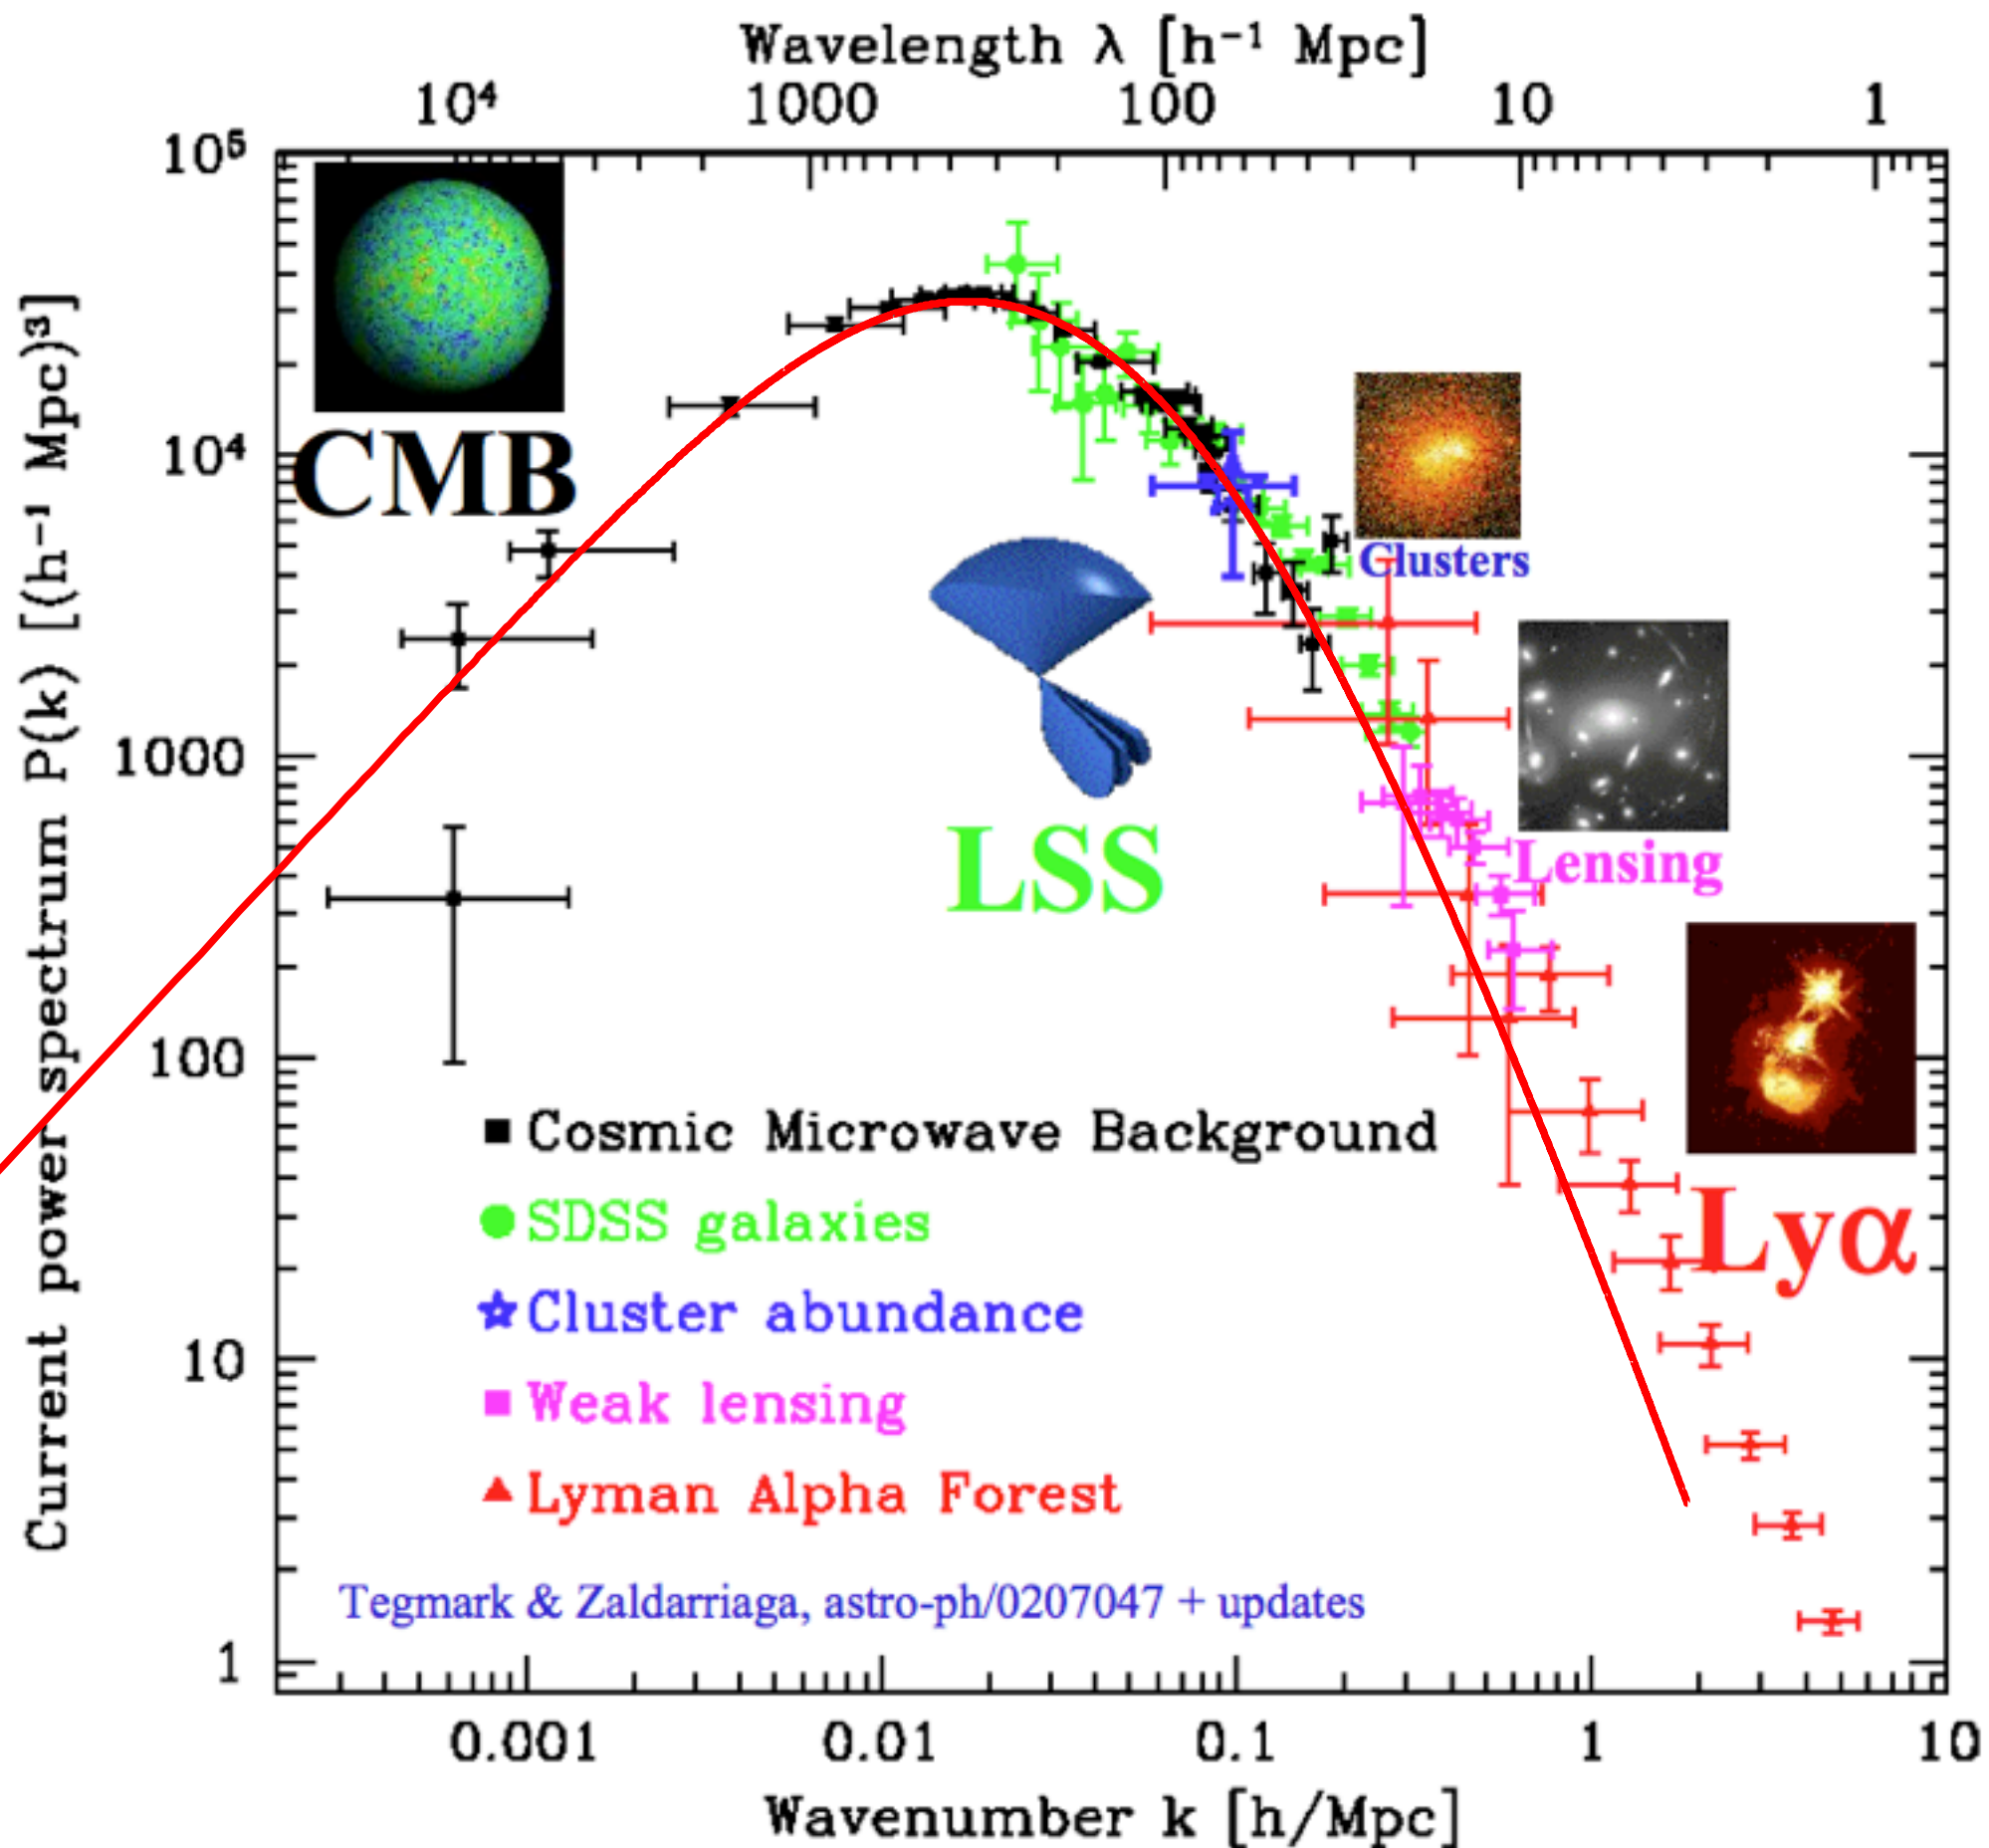 Wavelength λ [h⁻¹ Mpc]
10⁴ 1000 100 10 1
Current power spectrum P(k) [(h⁻¹ Mpc)³]
10⁵
10⁴
1000
100
10
1
CMB
Clusters
LSS
Lensing
Lyα
Cosmic Microwave Background
SDSS galaxies
Cluster abundance
Weak lensing
Lyman Alpha Forest
Tegmark & Zaldarriaga, astro-ph/0207047 + updates
0.001 0.01 0.1 1 10
Wavenumber k [h/Mpc]